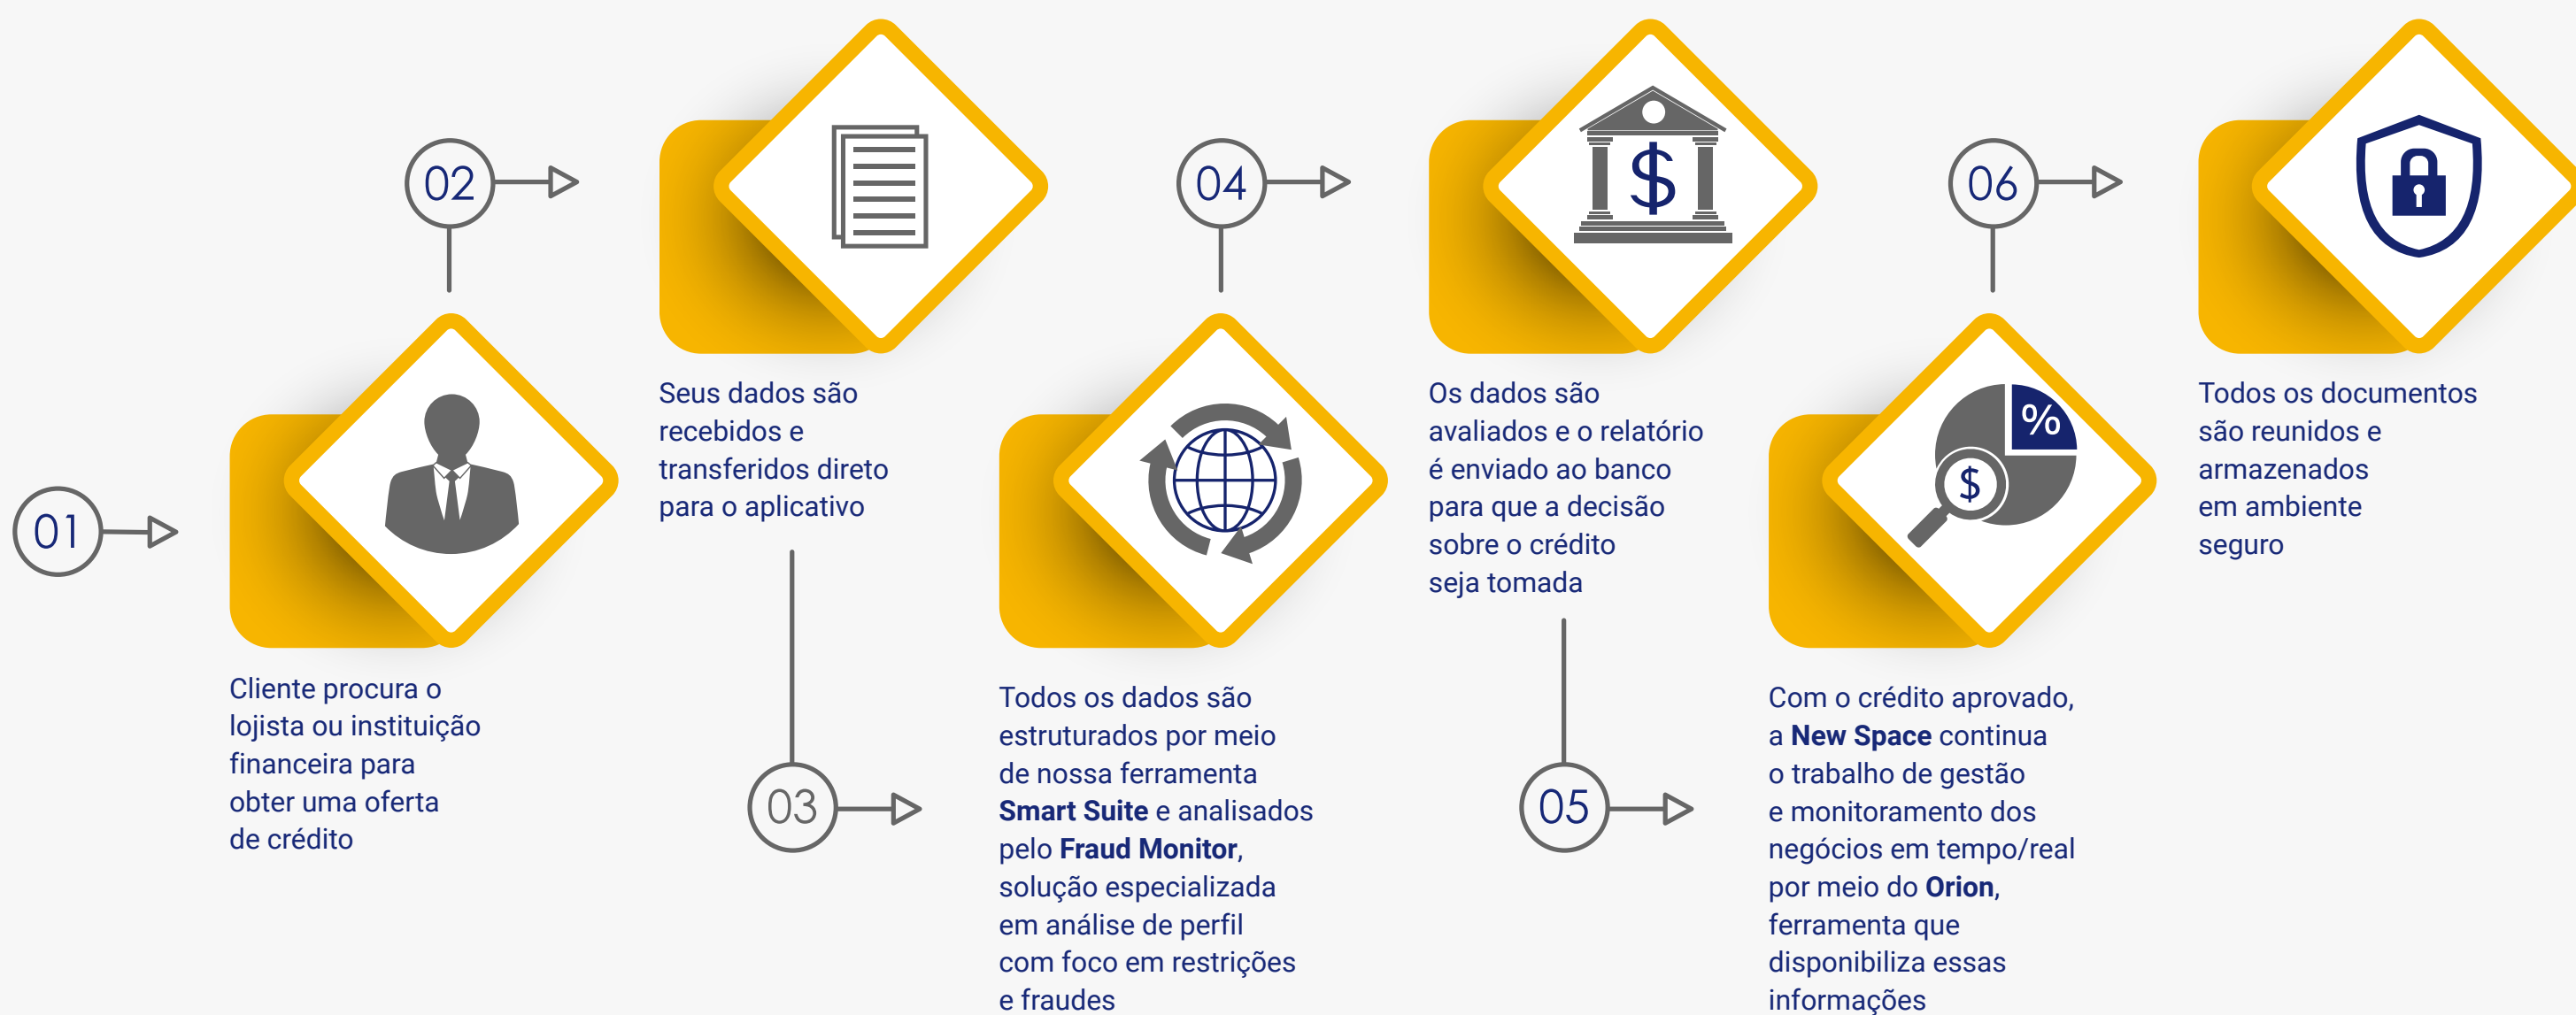 01
Cliente procura o
lojista ou instituição
financeira para
obter uma oferta
de crédito
02
Seus dados são
recebidos e
transferidos direto
para o aplicativo
03
Todos os dados são
estruturados por meio
de nossa ferramenta
Smart Suite e analisados
pelo Fraud Monitor,
solução especializada
em análise de perfil
com foco em restrições
e fraudes
04
$
Os dados são
avaliados e o relatório
é enviado ao banco
para que a decisão
sobre o crédito
seja tomada
05
%
$
Com o crédito aprovado,
a New Space continua
o trabalho de gestão
e monitoramento dos
negócios em tempo/real
por meio do Orion,
ferramenta que
disponibiliza essas
informações
06
Todos os documentos
são reunidos e
armazenados
em ambiente
seguro